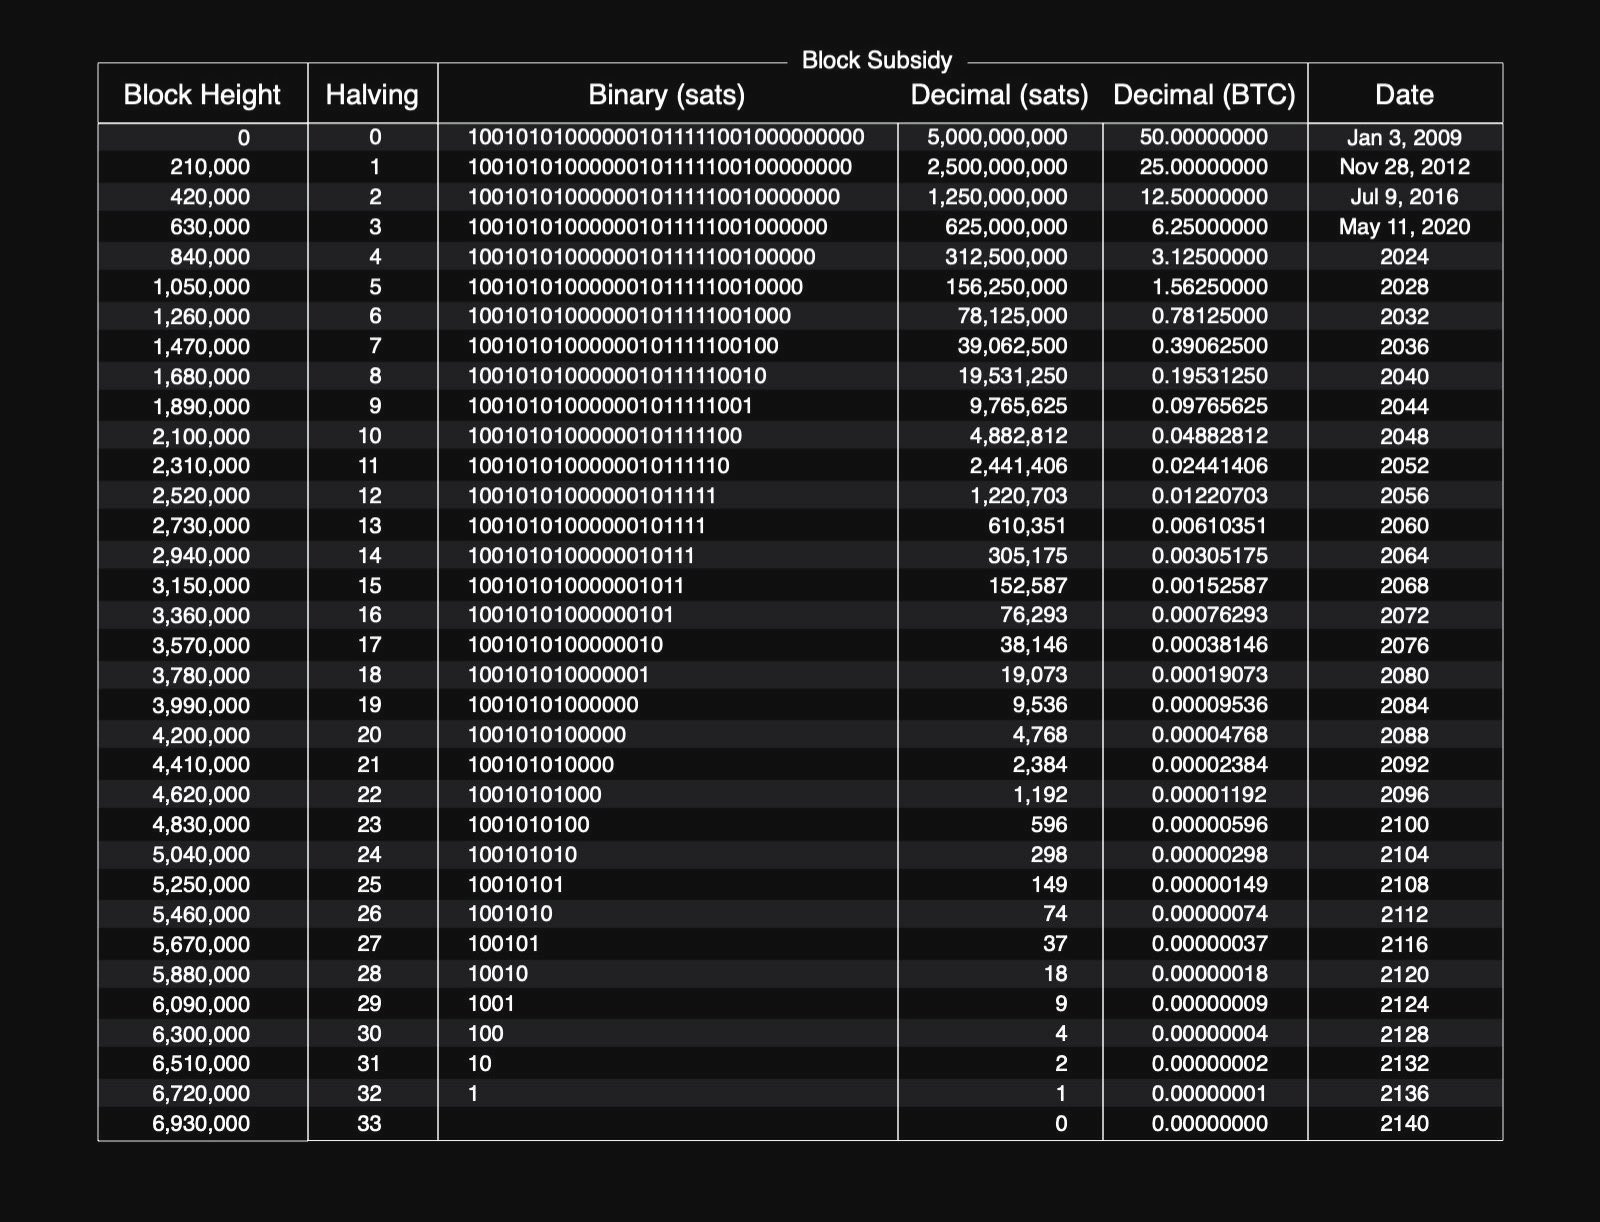 Block Subsidy
Block Height Halving Binary (sats) Decimal (sats) Decimal (BTC) Date
0 0 100101010000001011111001000000000 5,000,000,000 50.00000000 Jan 3, 2009
210,000 1 10010101000000101111100100000000 2,500,000,000 25.00000000 Nov 28, 2012
420,000 2 1001010100000010111110010000000 1,250,000,000 12.50000000 Jul 9, 2016
630,000 3 100101010000001011111001000000 625,000,000 6.25000000 May 11, 2020
840,000 4 10010101000000101111100100000 312,500,000 3.12500000 2024
1,050,000 5 1001010100000010111110010000 156,250,000 1.56250000 2028
1,260,000 6 100101010000001011111001000 78,125,000 0.78125000 2032
1,470,000 7 10010101000000101111100100 39,062,500 0.39062500 2036
1,680,000 8 1001010100000010111110010 19,531,250 0.19531250 2040
1,890,000 9 100101010000001011111001 9,765,625 0.09765625 2044
2,100,000 10 10010101000000101111100 4,882,812 0.04882812 2048
2,310,000 11 1001010100000010111110 2,441,406 0.02441406 2052
2,520,000 12 100101010000001011111 1,220,703 0.01220703 2056
2,730,000 13 10010101000000101111 610,351 0.00610351 2060
2,940,000 14 1001010100000010111 305,175 0.00305175 2064
3,150,000 15 100101010000001011 152,587 0.00152587 2068
3,360,000 16 10010101000000101 76,293 0.00076293 2072
3,570,000 17 1001010100000010 38,146 0.00038146 2076
3,780,000 18 100101010000001 19,073 0.00019073 2080
3,990,000 19 10010101000000 9,536 0.00009536 2084
4,200,000 20 1001010100000 4,768 0.00004768 2088
4,410,000 21 100101010000 2,384 0.00002384 2092
4,620,000 22 10010101000 1,192 0.00001192 2096
4,830,000 23 1001010100 596 0.00000596 2100
5,040,000 24 100101010 298 0.00000298 2104
5,250,000 25 10010101 149 0.00000149 2108
5,460,000 26 1001010 74 0.00000074 2112
5,670,000 27 100101 37 0.00000037 2116
5,880,000 28 10010 18 0.00000018 2120
6,090,000 29 1001 9 0.00000009 2124
6,300,000 30 100 4 0.00000004 2128
6,510,000 31 10 2 0.00000002 2132
6,720,000 32 1 1 0.00000001 2136
6,930,000 33 0 0.00000000 2140